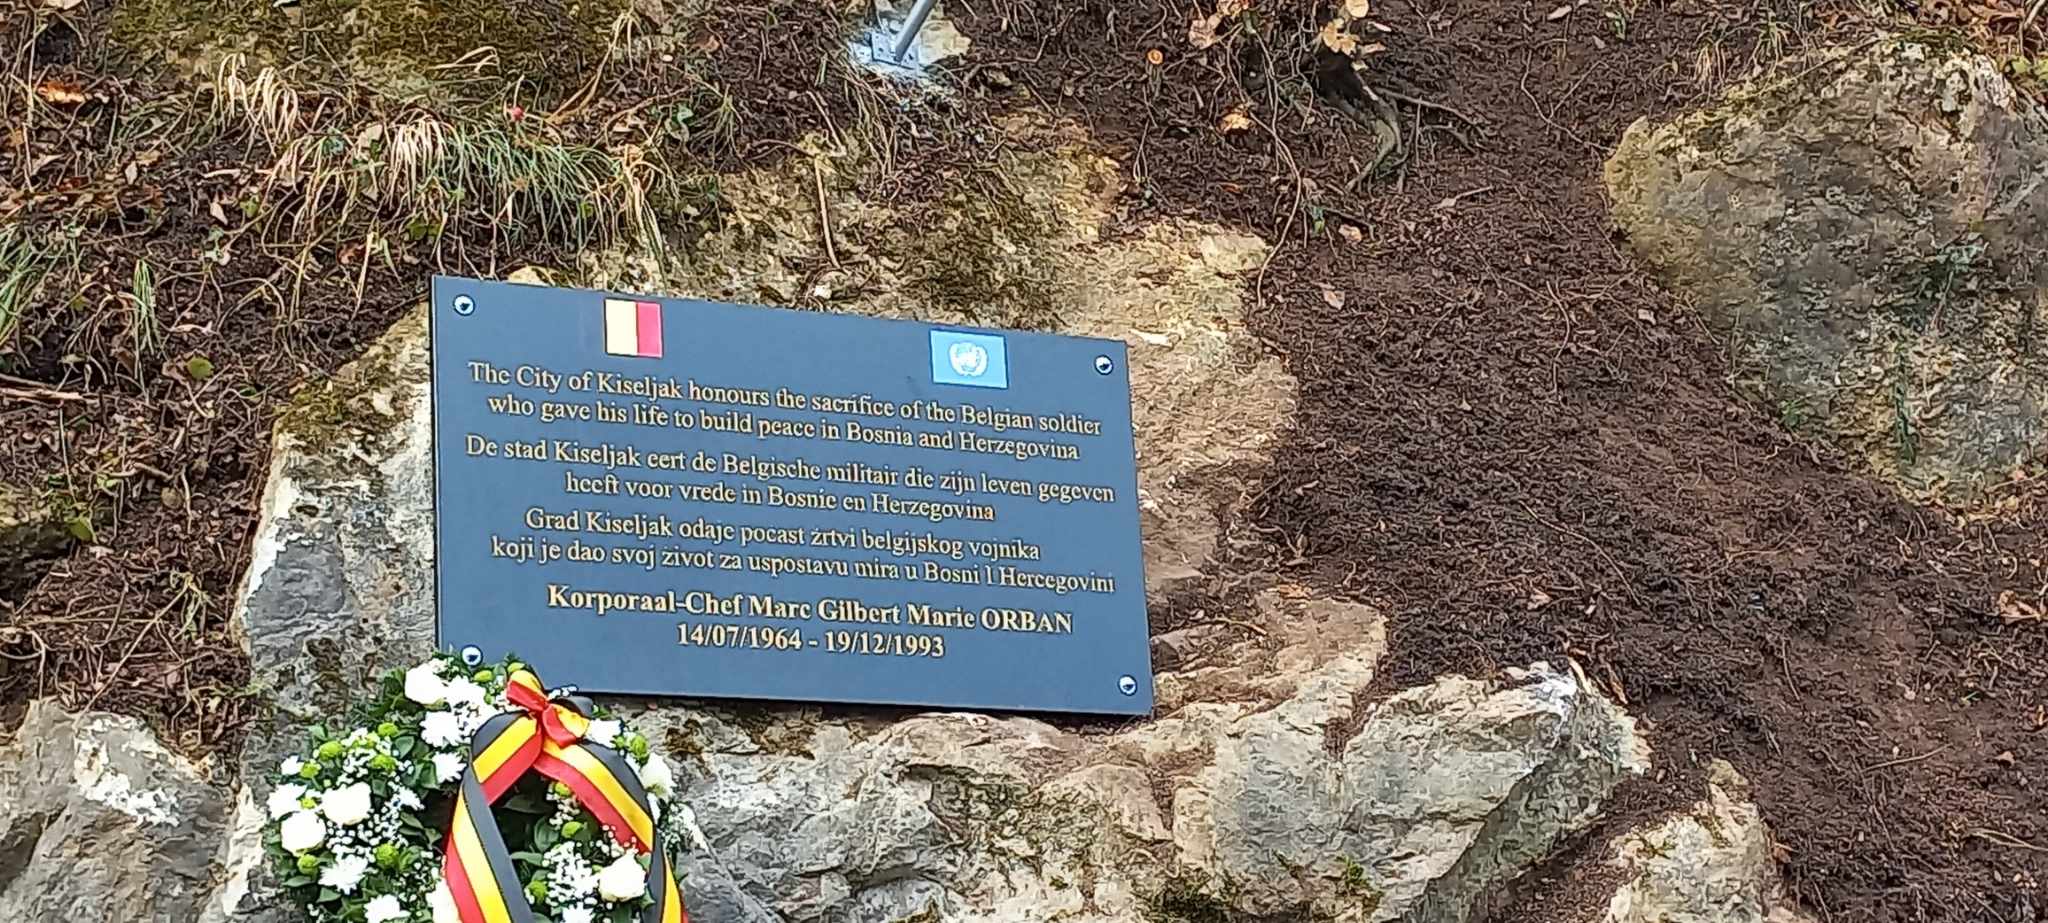 The City of Kiseljak honours the sacrifice of the Belgian soldier
who gave his life to build peace in Bosnia and Herzegovina
De stad Kiseljak eert de Belgische militair die zijn leven gegeven
heeft voor vrede in Bosnie en Herzegovina
Grad Kiseljak odaje pocast žrtvi belgijskog vojnika
koji je dao svoj život za uspostavu mira u Bosni I Hercegovini
Korporaal-Chef Marc Gilbert Marie ORBAN
14/07/1964 - 19/12/1993